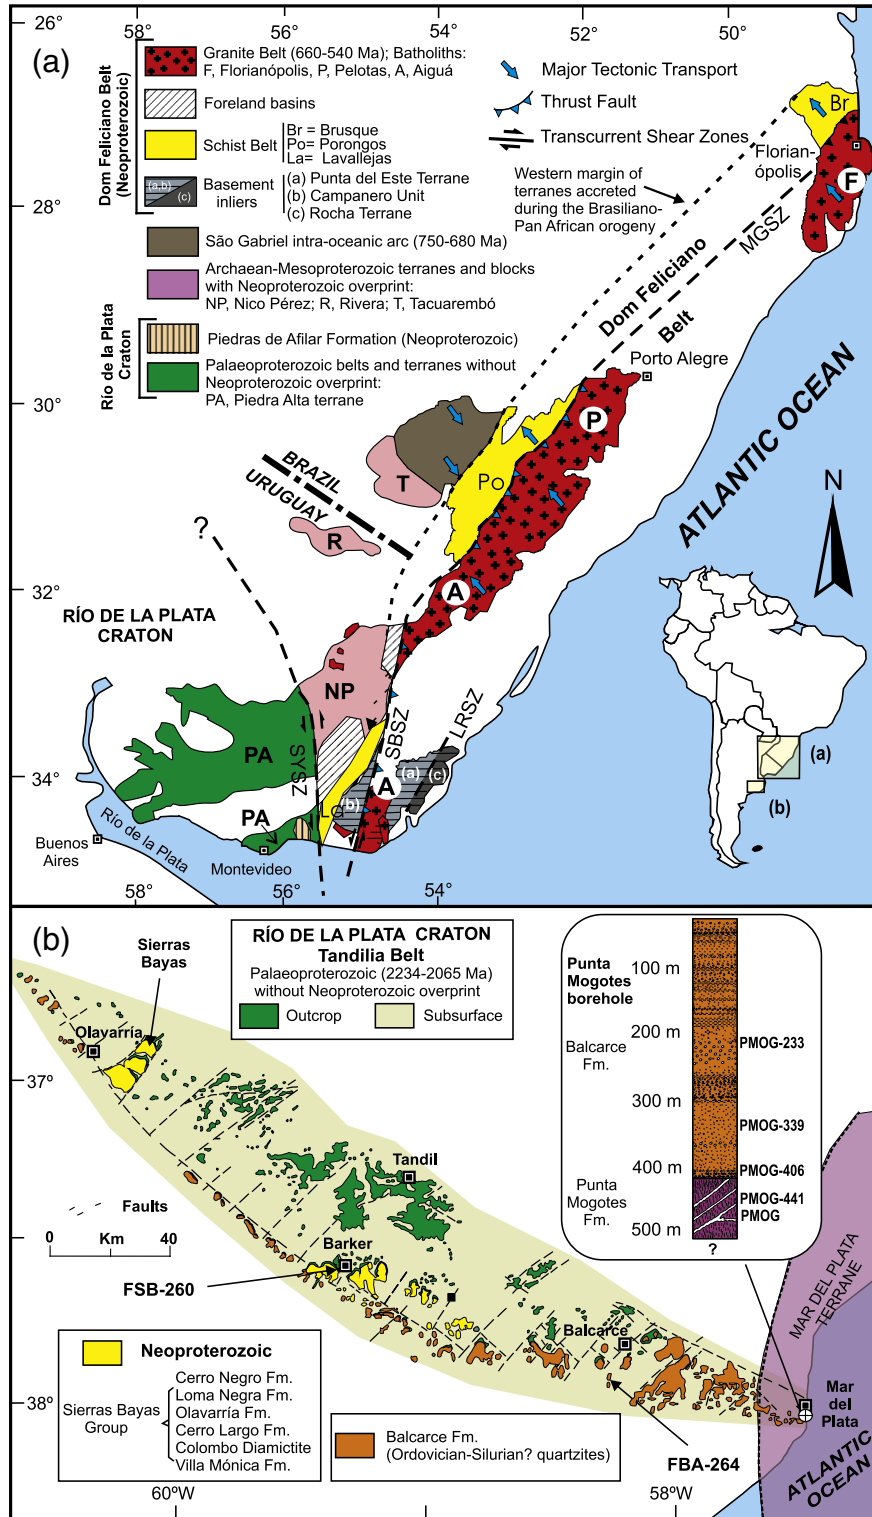 58°
56°
54°
52°
50°
26°
(a)
Dom Feliciano Belt
(Neoproterozoic)
Granite Belt (660-540 Ma); Batholiths:
F, Florianópolis, P, Pelotas, A, Aiguá
Foreland basins
Schist Belt
Br = Brusque
Po= Porongos
La= Lavallejas
Basement
inliers
(a,b)
(c)
(a) Punta del Este Terrane
(b) Campanero Unit
(c) Rocha Terrane
São Gabriel intra-oceanic arc (750-680 Ma)
Archaean-Mesoproterozoic terranes and blocks
with Neoproterozoic overprint:
NP, Nico Pérez; R, Rivera; T, Tacuarembó
Río de la Plata
Craton
Piedras de Afilar Formation (Neoproterozoic)
Palaeoproterozoic belts and terranes without
Neoproterozoic overprint:
PA, Piedra Alta terrane
Major Tectonic Transport
Thrust Fault
Transcurrent Shear Zones
Western margin of
terranes accreted
during the Brasiliano-
Pan African orogeny
Br
Florian-
ópolis
F
MGSZ
28°
Dom Feliciano
Belt
Porto Alegre
30°
P
T
Po
BRAZIL
URUGUAY
R
?
ATLANTIC OCEAN
N
32°
A
RÍO DE LA PLATA
CRATON
NP
LRSZ
SBSZ
SYSZ
PA
34°
(a)
(c)
A
(b)
La
PA
Río de la Plata
Buenos
Aires
Montevideo
(a)
(b)
58°
56°
54°
(b)
Sierras
Bayas
RÍO DE LA PLATA CRATON
Tandilia Belt
Palaeoproterozoic (2234-2065 Ma)
without Neoproterozoic overprint
Outcrop
Subsurface
Punta
Mogotes
borehole
100 m
200 m
Balcarce
Fm.
PMOG-233
300 m
PMOG-339
400 m
PMOG-406
Punta
Mogotes
Fm.
PMOG-441
PMOG
500 m
?
Olavarría
37°
Tandil
Faults
0 Km 40
Barker
FSB-260
MAR DEL PLATA
TERRANE
Balcarce
38°
Mar
del
Plata
Neoproterozoic
Sierras Bayas
Group
Cerro Negro Fm.
Loma Negra Fm.
Olavarría Fm.
Cerro Largo Fm.
Colombo Diamictite
Villa Mónica Fm.
Balcarce Fm.
(Ordovician-Silurian? quartzites)
FBA-264
ATLANTIC
OCEAN
60°W
58°W